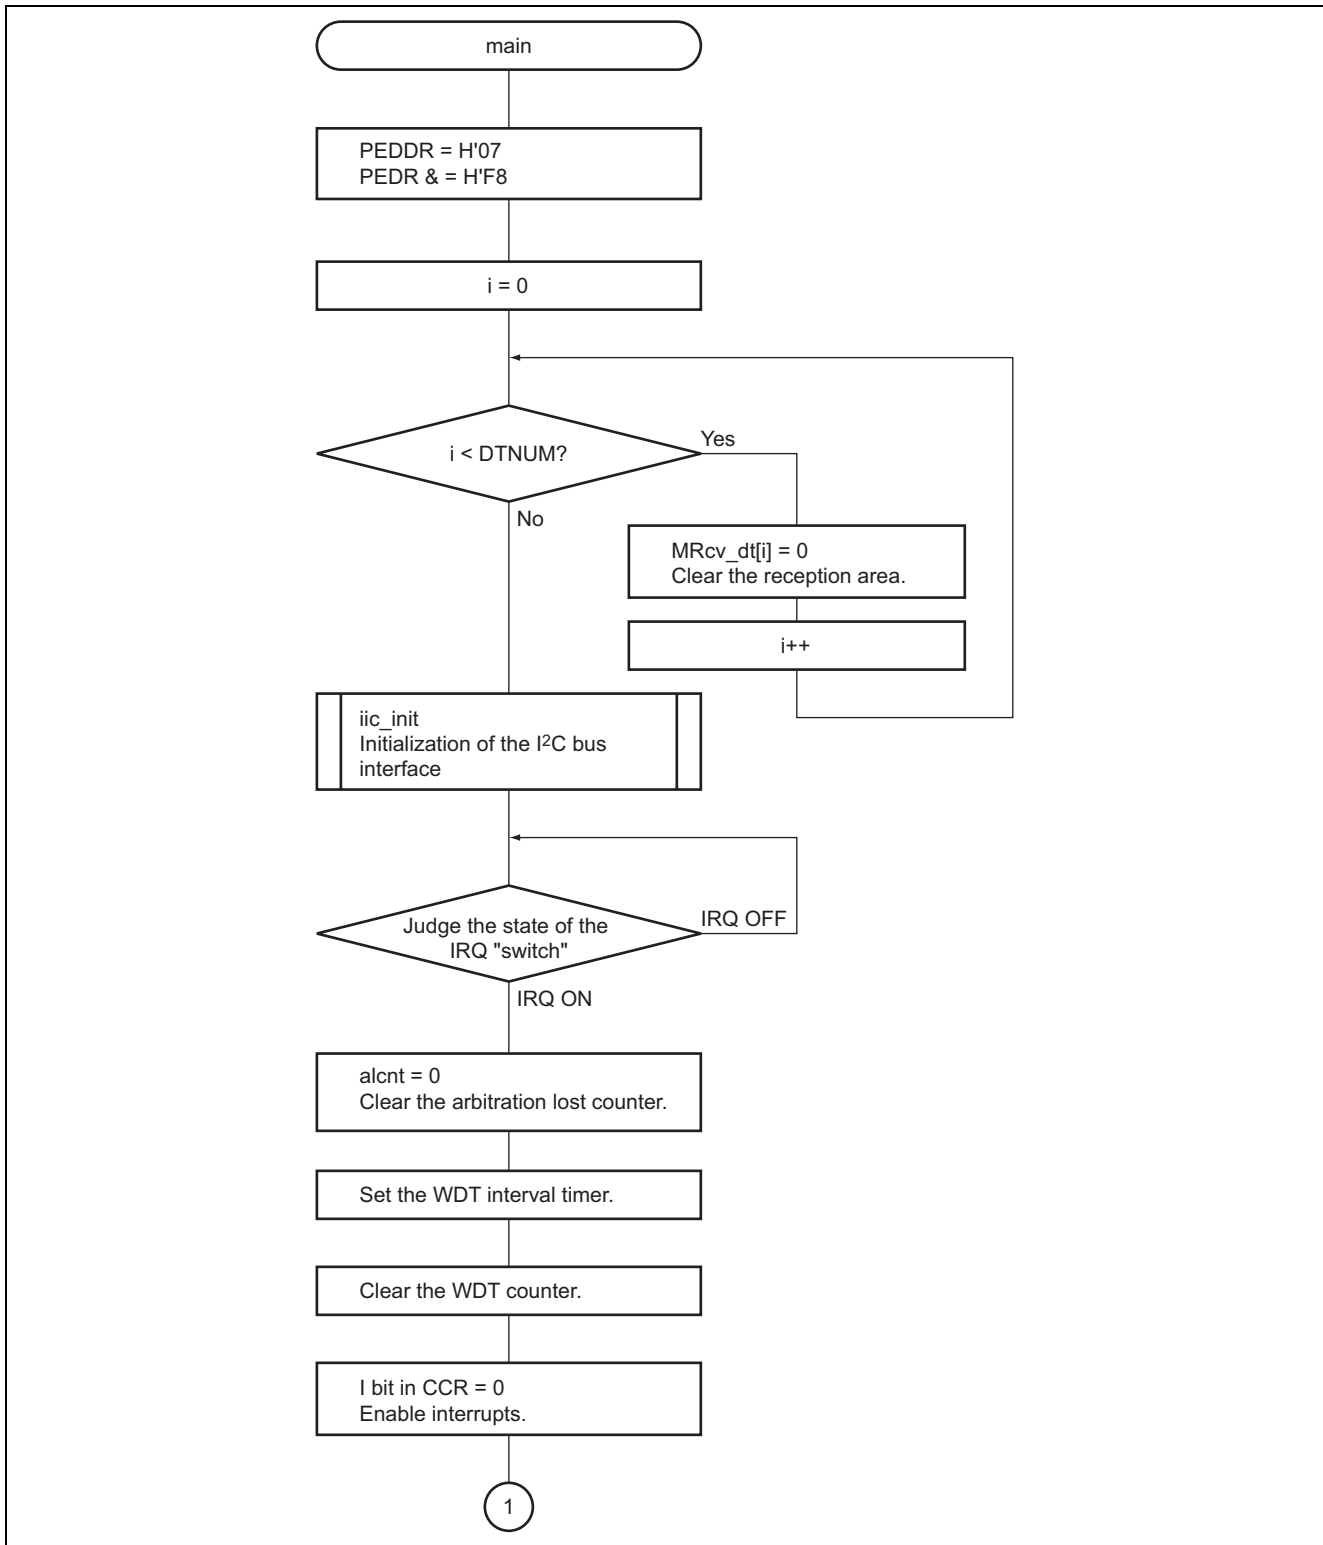 main
PEDDR = H'07
PEDR & = H'F8
i = 0
i < DTNUM?
Yes
No
MRcv_dt[i] = 0
Clear the reception area.
i++
iic_init
Initialization of the I2C bus
interface
Judge the state of the
IRQ "switch"
IRQ OFF
IRQ ON
alcnt = 0
Clear the arbitration lost counter.
Set the WDT interval timer.
Clear the WDT counter.
I bit in CCR = 0
Enable interrupts.
1